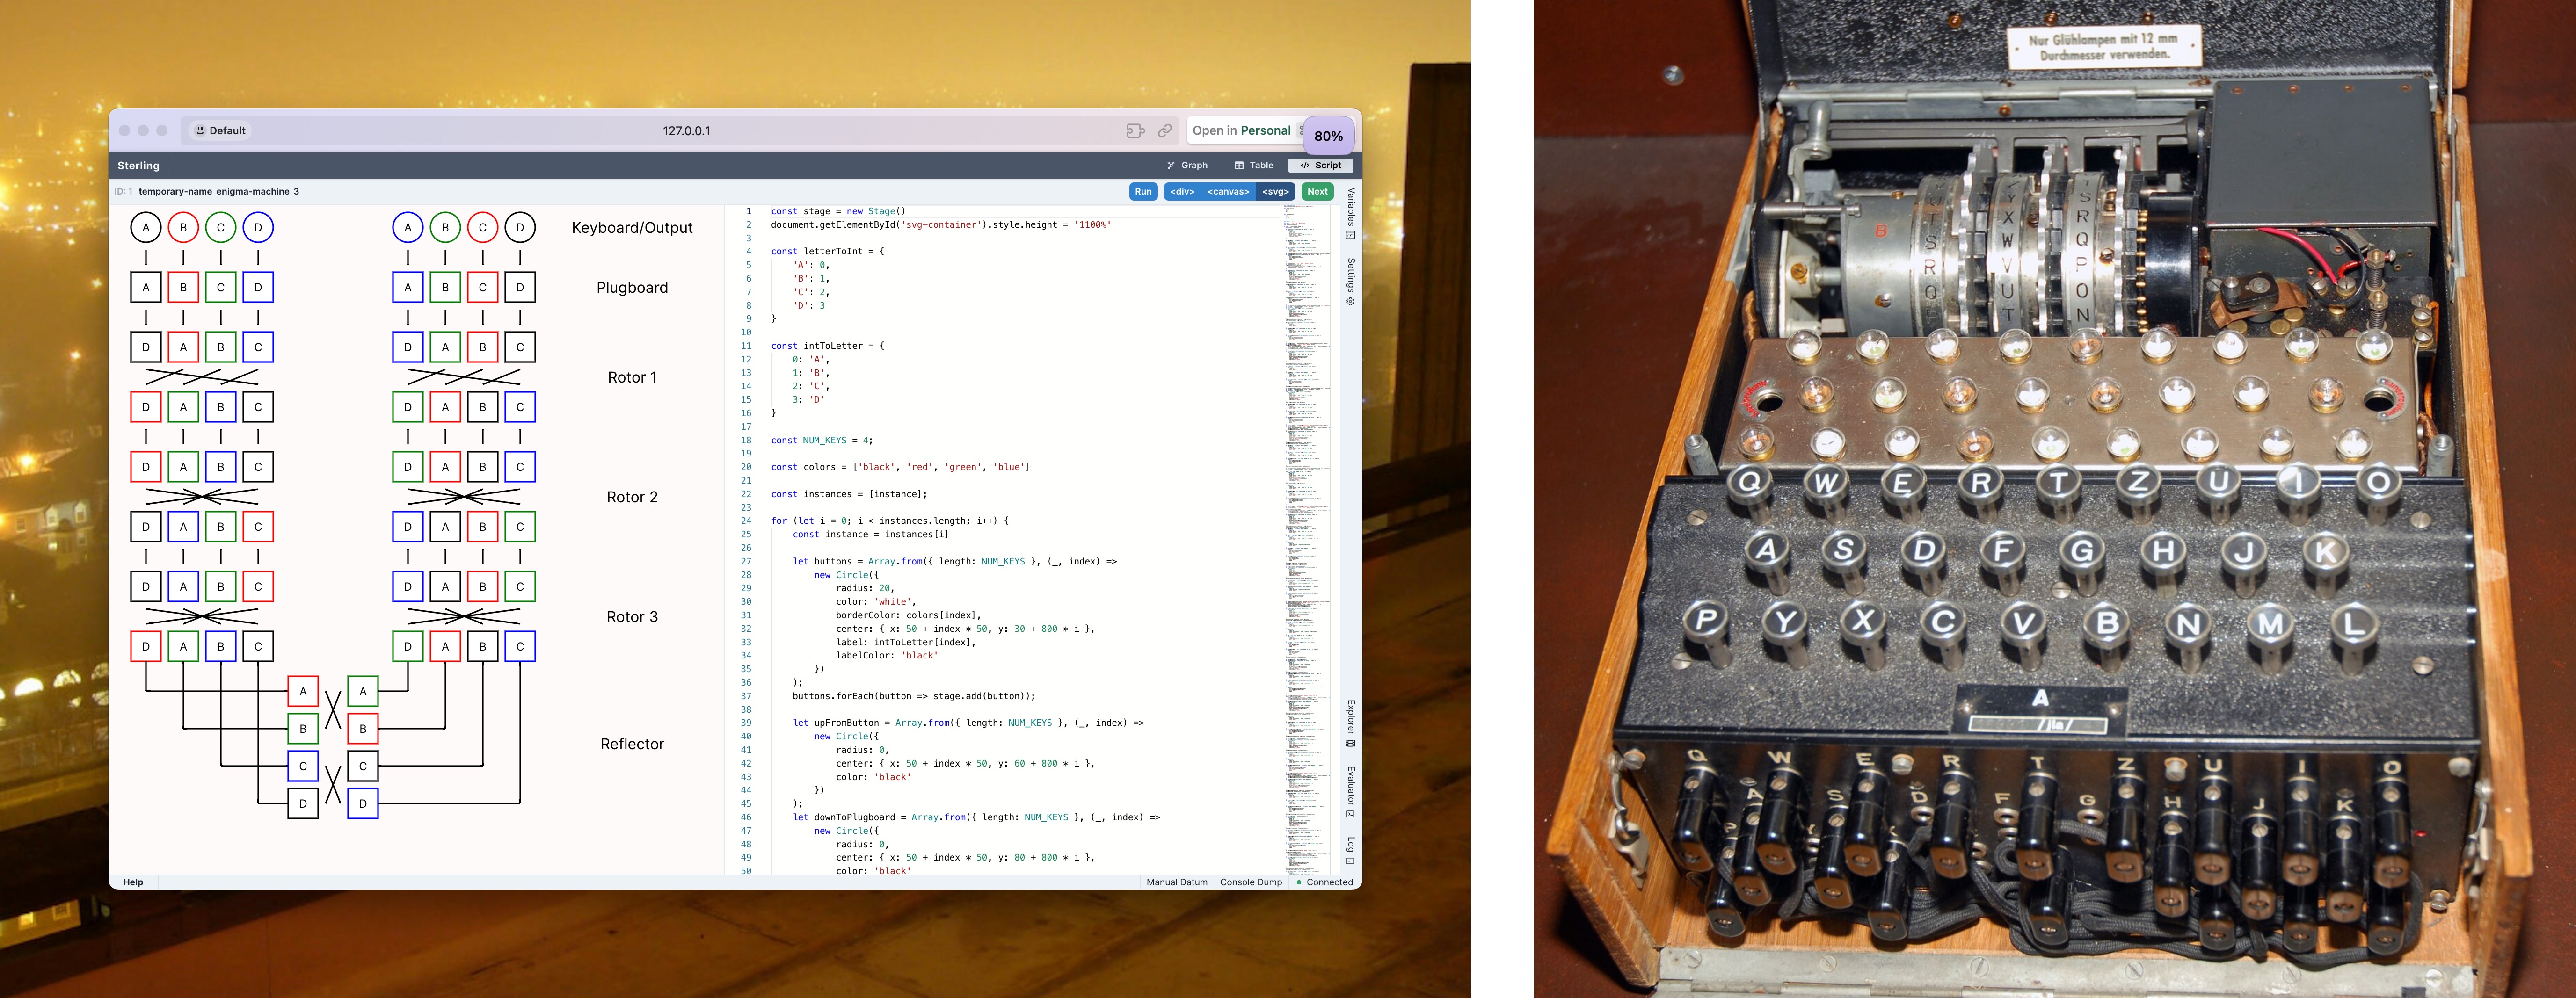 Default
127.0.0.1
Open in Personal
80%
Sterling
Graph
Table
Script
ID: 1 temporary-name_enigma-machine_3
Run
<div>
<canvas>
<svg>
Next
A B C D A B C D Keyboard/Output
A B C D A B C D Plugboard
D A B C D A B C
Rotor 1
D A B C D A B C
D A B C D A B C
Rotor 2
D A B C D A B C
D A B C D A B C
Rotor 3
D A B C D A B C
A A
B B
Reflector
C C
D D
1 const stage = new Stage()
2 document.getElementById('svg-container').style.height = '1100%'
3
4 const letterToInt = {
5 'A': 0,
6 'B': 1,
7 'C': 2,
8 'D': 3
9 }
10
11 const intToLetter = {
12 0: 'A',
13 1: 'B',
14 2: 'C',
15 3: 'D'
16 }
17
18 const NUM_KEYS = 4;
19
20 const colors = ['black', 'red', 'green', 'blue']
21
22 const instances = [instance];
23
24 for (let i = 0; i < instances.length; i++) {
25 const instance = instances[i]
26
27 let buttons = Array.from({ length: NUM_KEYS }, (_, index) =>
28 new Circle({
29 radius: 20,
30 color: 'white',
31 borderColor: colors[index],
32 center: { x: 50 + index * 50, y: 30 + 800 * i },
33 label: intToLetter[index],
34 labelColor: 'black'
35 })
36 );
37 buttons.forEach(button => stage.add(button));
38
39 let upFromButton = Array.from({ length: NUM_KEYS }, (_, index) =>
40 new Circle({
41 radius: 0,
42 center: { x: 50 + index * 50, y: 60 + 800 * i },
43 color: 'black'
44 })
45 );
46 let downToPlugboard = Array.from({ length: NUM_KEYS }, (_, index) =>
47 new Circle({
48 radius: 0,
49 center: { x: 50 + index * 50, y: 80 + 800 * i },
50 color: 'black'
Variables
Settings
Explorer
Evaluator
Log
Help
Manual Datum
Console Dump
Connected
Nur Glühlampen mit 12 mm
Durchmesser verwenden.
B
T S R Q
Y X W V U T
S R Q P O N
Q W E R T Z U I O
A S D F G H J K
P Y X C V B N M L
A
/Jla/
Q W E R T Z U I O
A S D F G H J K